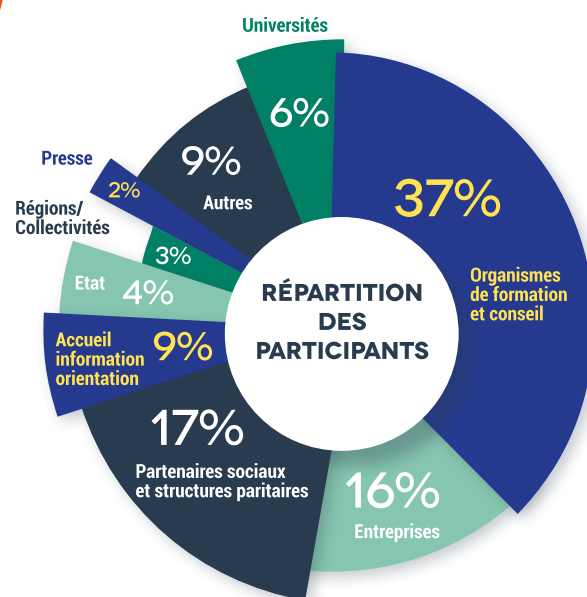 Universités
6%
37%
Organismes
de formation
et conseil
9%
Autres
Presse
2%
Régions/
Collectivités
3%
Etat
4%
Accueil
information
orientation
9%
RÉPARTITION
DES
PARTICIPANTS
17%
Partenaires sociaux
et structures paritaires
16%
Entreprises